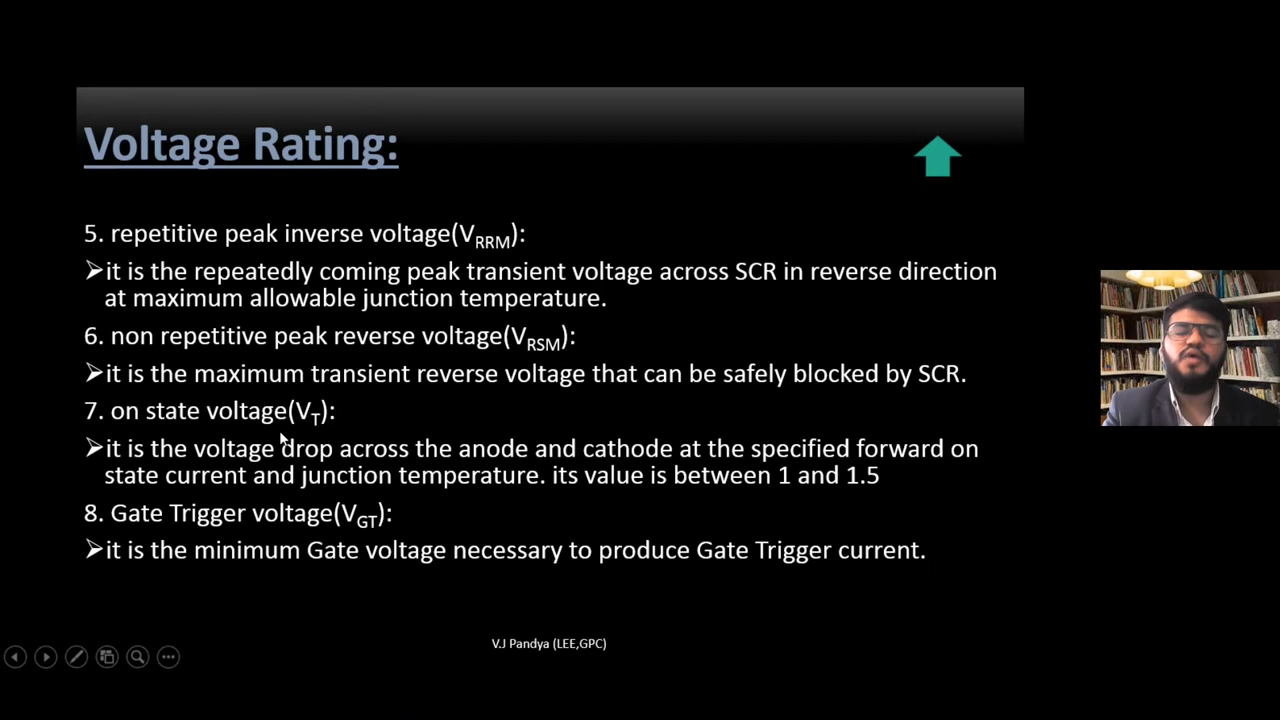 Voltage Rating:
5. repetitive peak inverse voltage(VRRM):
➢it is the repeatedly coming peak transient voltage across SCR in reverse direction
at maximum allowable junction temperature.
6. non repetitive peak reverse voltage(VRSM):
➢it is the maximum transient reverse voltage that can be safely blocked by SCR.
7. on state voltage(VT):
➢it is the voltage drop across the anode and cathode at the specified forward on
state current and junction temperature. its value is between 1 and 1.5
8. Gate Trigger voltage(VGT):
➢it is the minimum Gate voltage necessary to produce Gate Trigger current.
V.J Pandya (LEE,GPC)